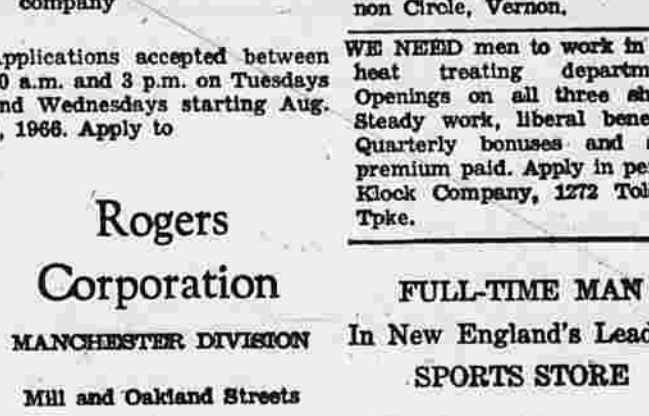 company
pplications accepted between
0 a.m. and 3 p.m. on Tuesdays
nd Wednesdays starting Aug.
, 1966. Apply to
Rogers
Corporation
MANCHESTER DIVISION
Mill and Oakland Streets
non Circle, Vernon.
WE NEED men to work in
heat treating departm
Openings on all three sh
Steady work, liberal bene
Quarterly bonuses and
premium paid. Apply in pe
Klock Company, 1272 Tol
Tpke.
FULL-TIME MAN
In New England's Lead
SPORTS STORE